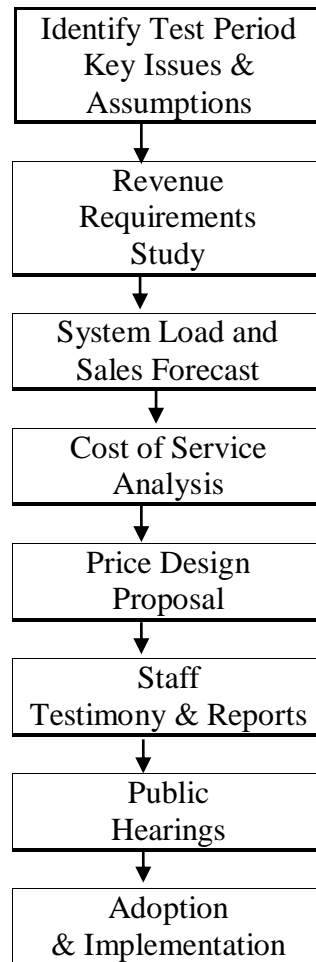 Identify Test Period
Key Issues &
Assumptions
Revenue
Requirements
Study
System Load and
Sales Forecast
Cost of Service
Analysis
Price Design
Proposal
Staff
Testimony & Reports
Public
Hearings
Adoption
& Implementation